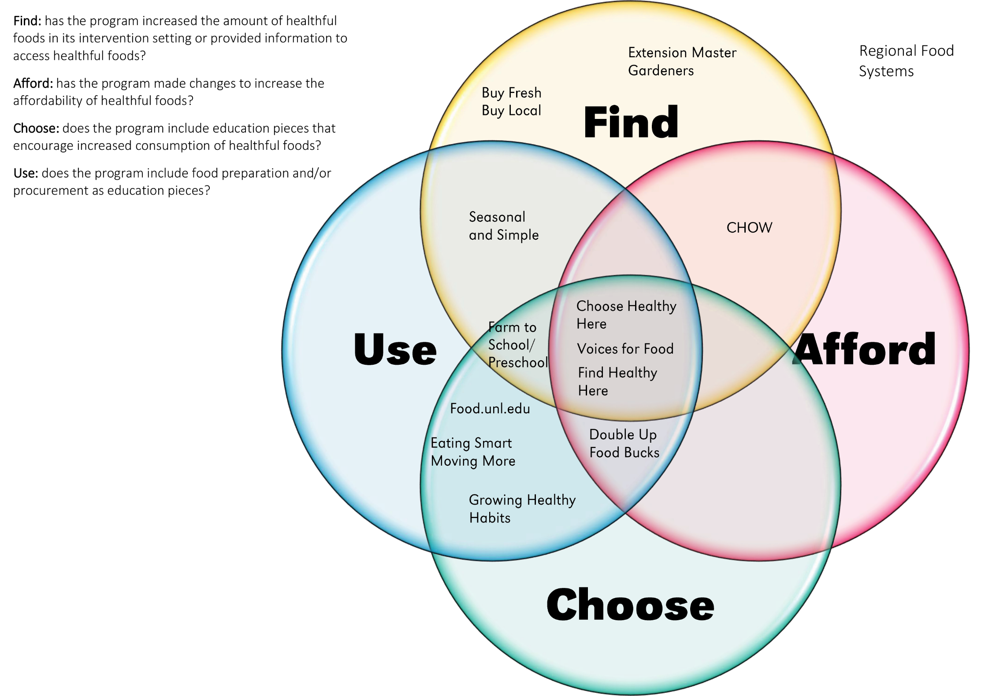 Find: has the program increased the amount of healthful
foods in its intervention setting or provided information to
access healthful foods?
Afford: has the program made changes to increase the
affordability of healthful foods?
Choose: does the program include education pieces that
encourage increased consumption of healthful foods?
Use: does the program include food preparation and/or
procurement as education pieces?
Extension Master
Gardeners
Regional Food
Systems
Buy Fresh
Buy Local
Find
Seasonal
and Simple
CHOW
Use
Farm to
School/
Preschool
Choose Healthy
Here
Voices for Food
Find Healthy
Here
Afford
Food.unl.edu
Eating Smart
Moving More
Double Up
Food Bucks
Growing Healthy
Habits
Choose